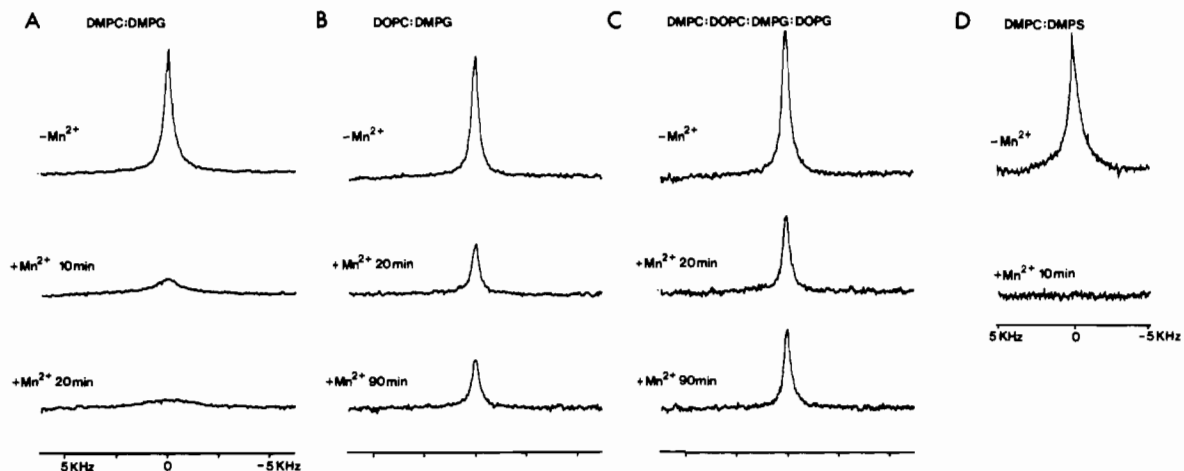 A DMPC:DMPG
-Mn2+
+Mn2+ 10min
+Mn2+ 20min
5KHz 0 -5KHz
B DOPC:DMPG
-Mn2+
+Mn2+ 20min
+Mn2+ 90min
C DMPC:DOPC:DMPG:DOPG
-Mn2+
+Mn2+ 20min
+Mn2+ 90min
D DMPC:DMPS
-Mn2+
+Mn2+ 10min
5KHz 0 -5KHz